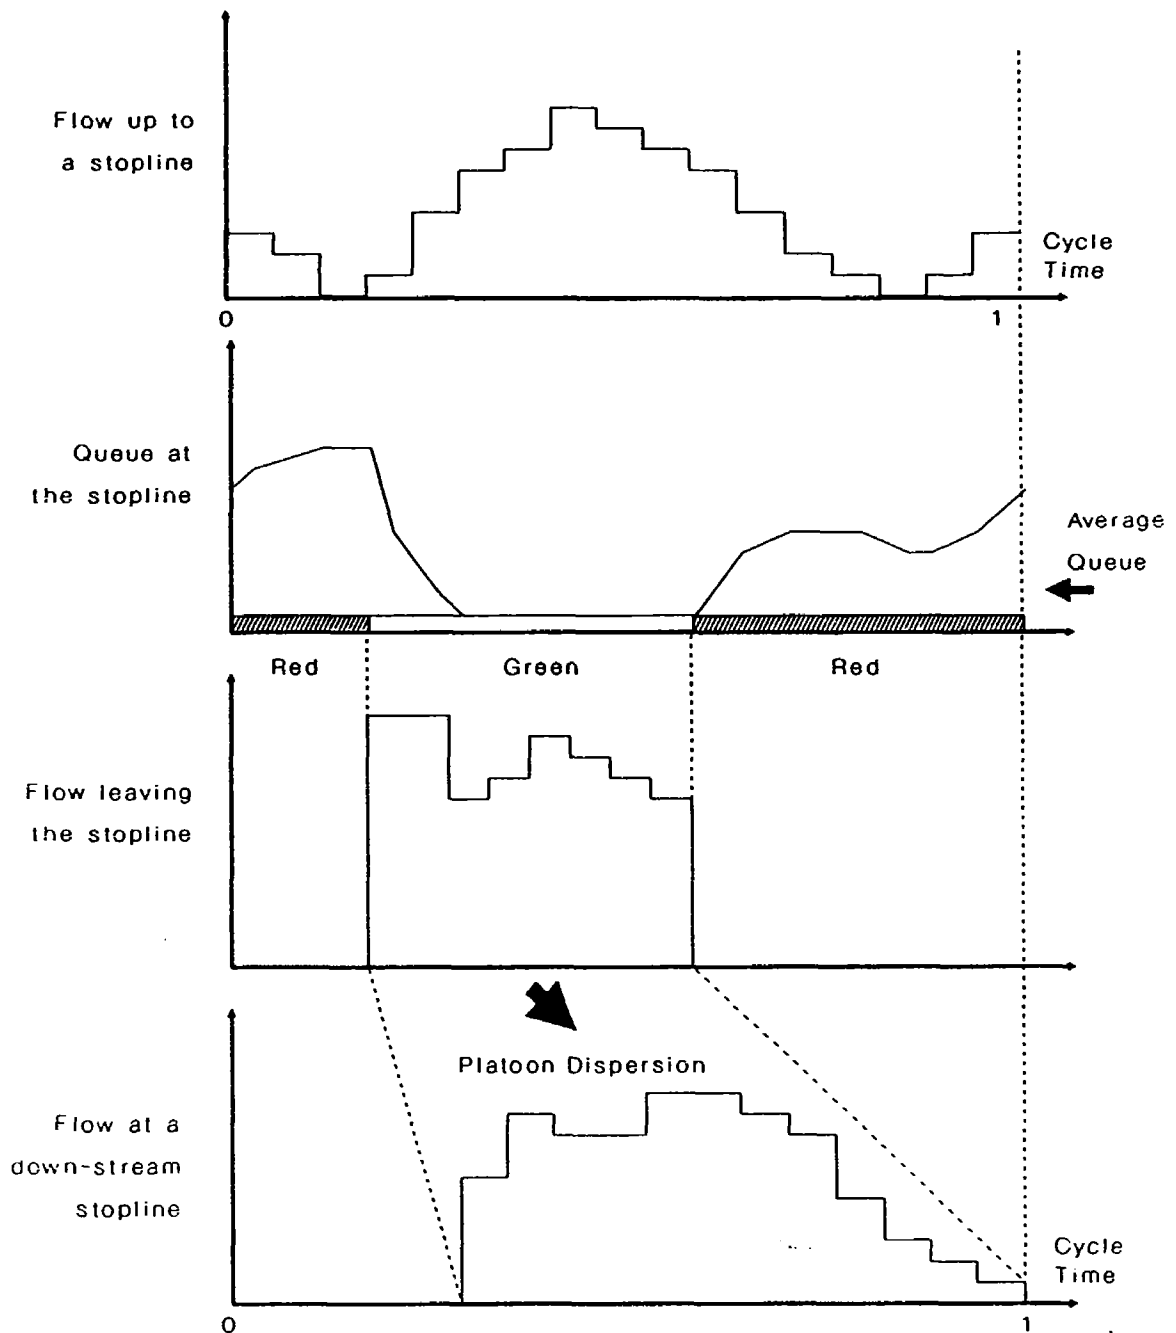 Flow up to
a stopline
Cycle
Time
0
1
Queue at
the stopline
Average
Queue
Red
Green
Red
Flow leaving
the stopline
Platoon Dispersion
Flow at a
down-stream
stopline
Cycle
Time
0
1